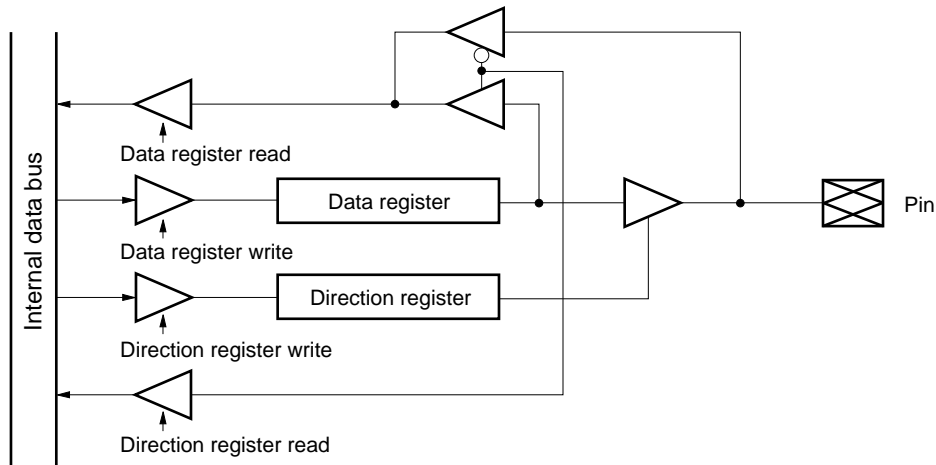 Internal data bus
Data register read
Data register
Pin
Data register write
Direction register
Direction register write
Direction register read